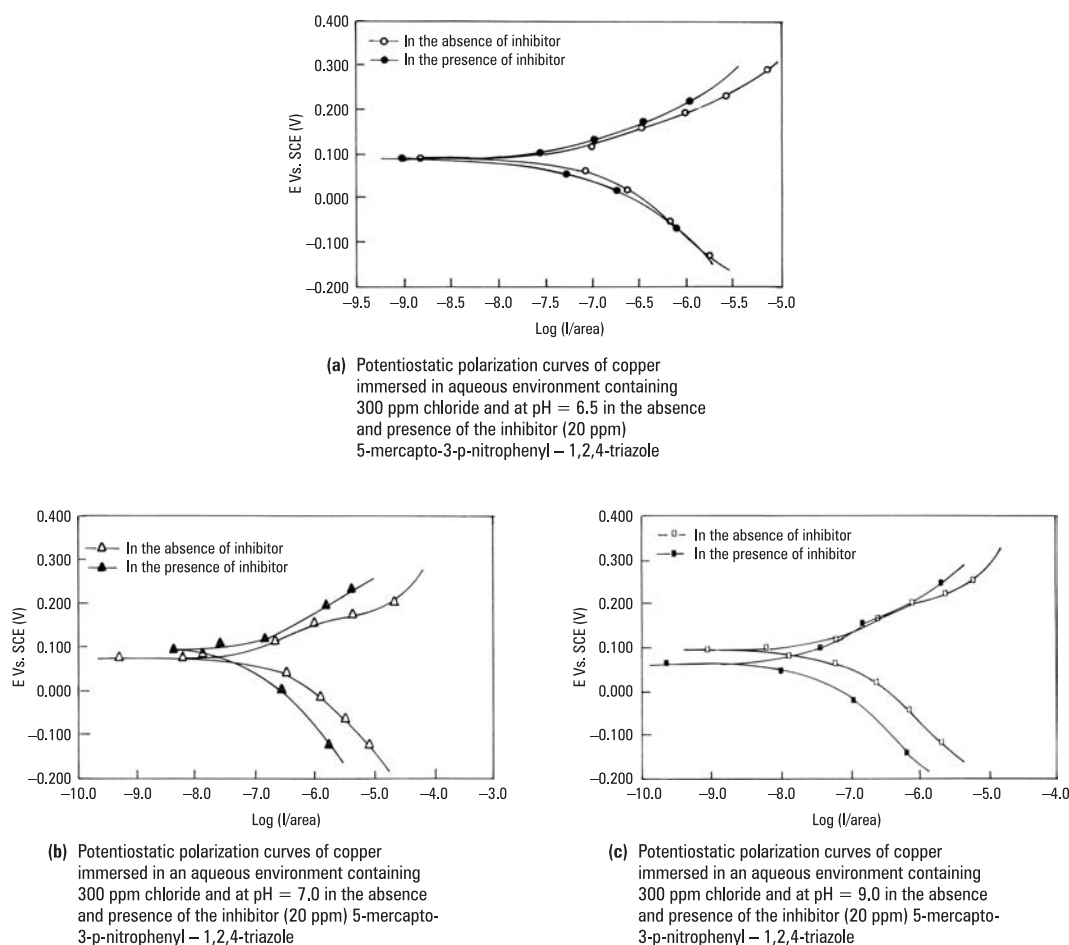 0.400
0.300
0.200
0.100
0.000
−0.100
−0.200
E Vs. SCE (V)
In the absence of inhibitor
In the presence of inhibitor
−9.5 −9.0 −8.5 −8.0 −7.5 −7.0 −6.5 −6.0 −5.5 −5.0
Log (I/area)
(a) Potentiostatic polarization curves of copper
immersed in aqueous environment containing
300 ppm chloride and at pH = 6.5 in the absence
and presence of the inhibitor (20 ppm)
5-mercapto-3-p-nitrophenyl – 1,2,4-triazole
0.400
0.300
0.200
0.100
0.000
−0.100
−0.200
E Vs. SCE (V)
In the absence of inhibitor
In the presence of inhibitor
−10.0 −9.0 −8.0 −7.0 −6.0 −5.0 −4.0 −3.0
Log (I/area)
(b) Potentiostatic polarization curves of copper
immersed in an aqueous environment containing
300 ppm chloride and at pH = 7.0 in the absence
and presence of the inhibitor (20 ppm) 5-mercapto-
3-p-nitrophenyl – 1,2,4-triazole
0.400
0.300
0.200
0.100
0.000
−0.100
−0.200
E Vs. SCE (V)
In the absence of inhibitor
In the presence of inhibitor
−10.0 −9.0 −8.0 −7.0 −6.0 −5.0 −4.0
Log (I/area)
(c) Potentiostatic polarization curves of copper
immersed in an aqueous environment containing
300 ppm chloride and at pH = 9.0 in the absence
and presence of the inhibitor (20 ppm) 5-mercapto-
3-p-nitrophenyl – 1,2,4-triazole